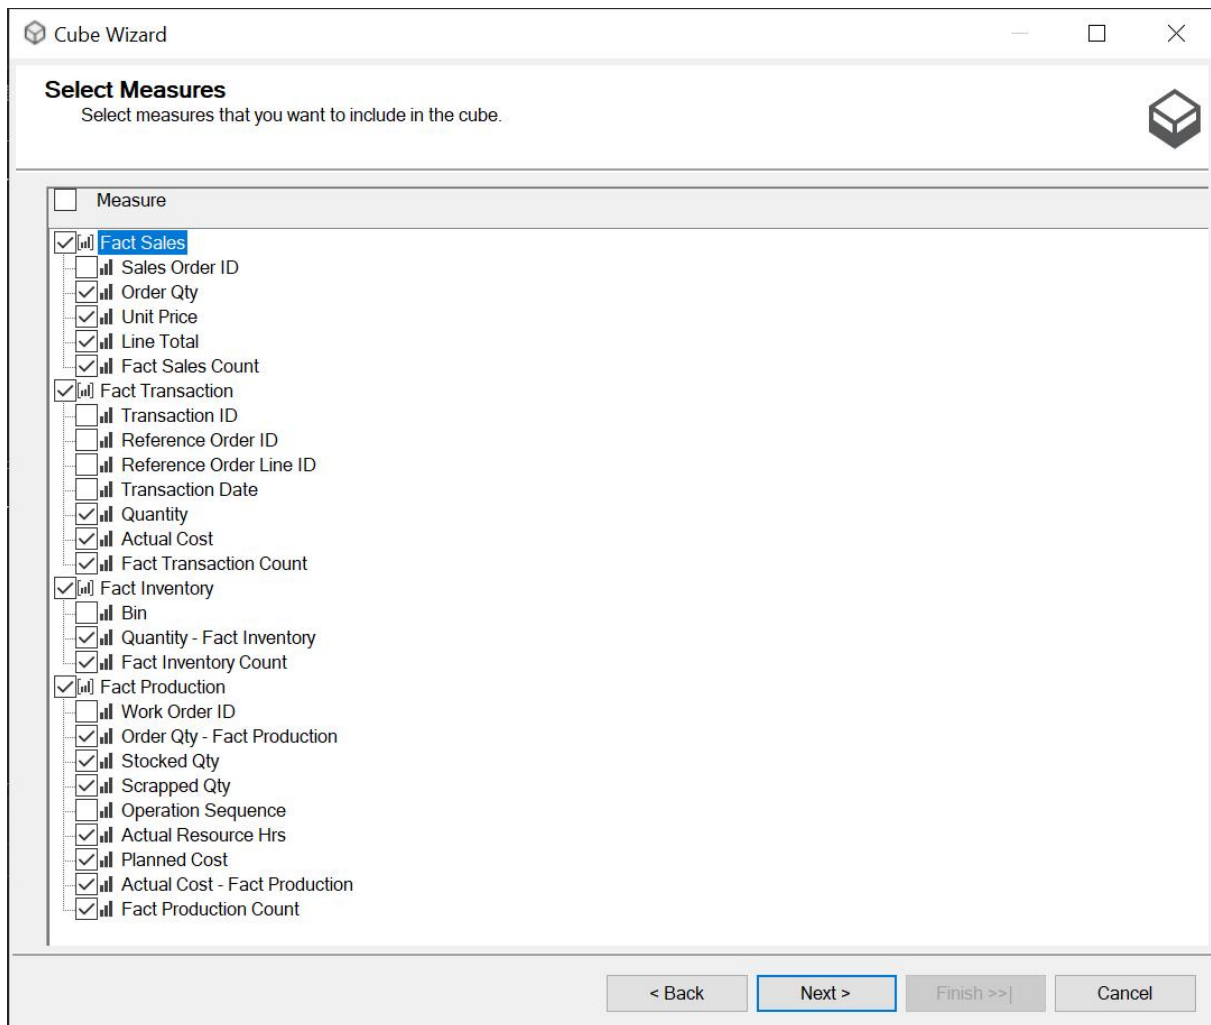 Cube Wizard
Select Measures
Select measures that you want to include in the cube.
Measure
Fact Sales
Sales Order ID
Order Qty
Unit Price
Line Total
Fact Sales Count
Fact Transaction
Transaction ID
Reference Order ID
Reference Order Line ID
Transaction Date
Quantity
Actual Cost
Fact Transaction Count
Fact Inventory
Bin
Quantity - Fact Inventory
Fact Inventory Count
Fact Production
Work Order ID
Order Qty - Fact Production
Stocked Qty
Scrapped Qty
Operation Sequence
Actual Resource Hrs
Planned Cost
Actual Cost - Fact Production
Fact Production Count
< Back Next > Finish >>| Cancel